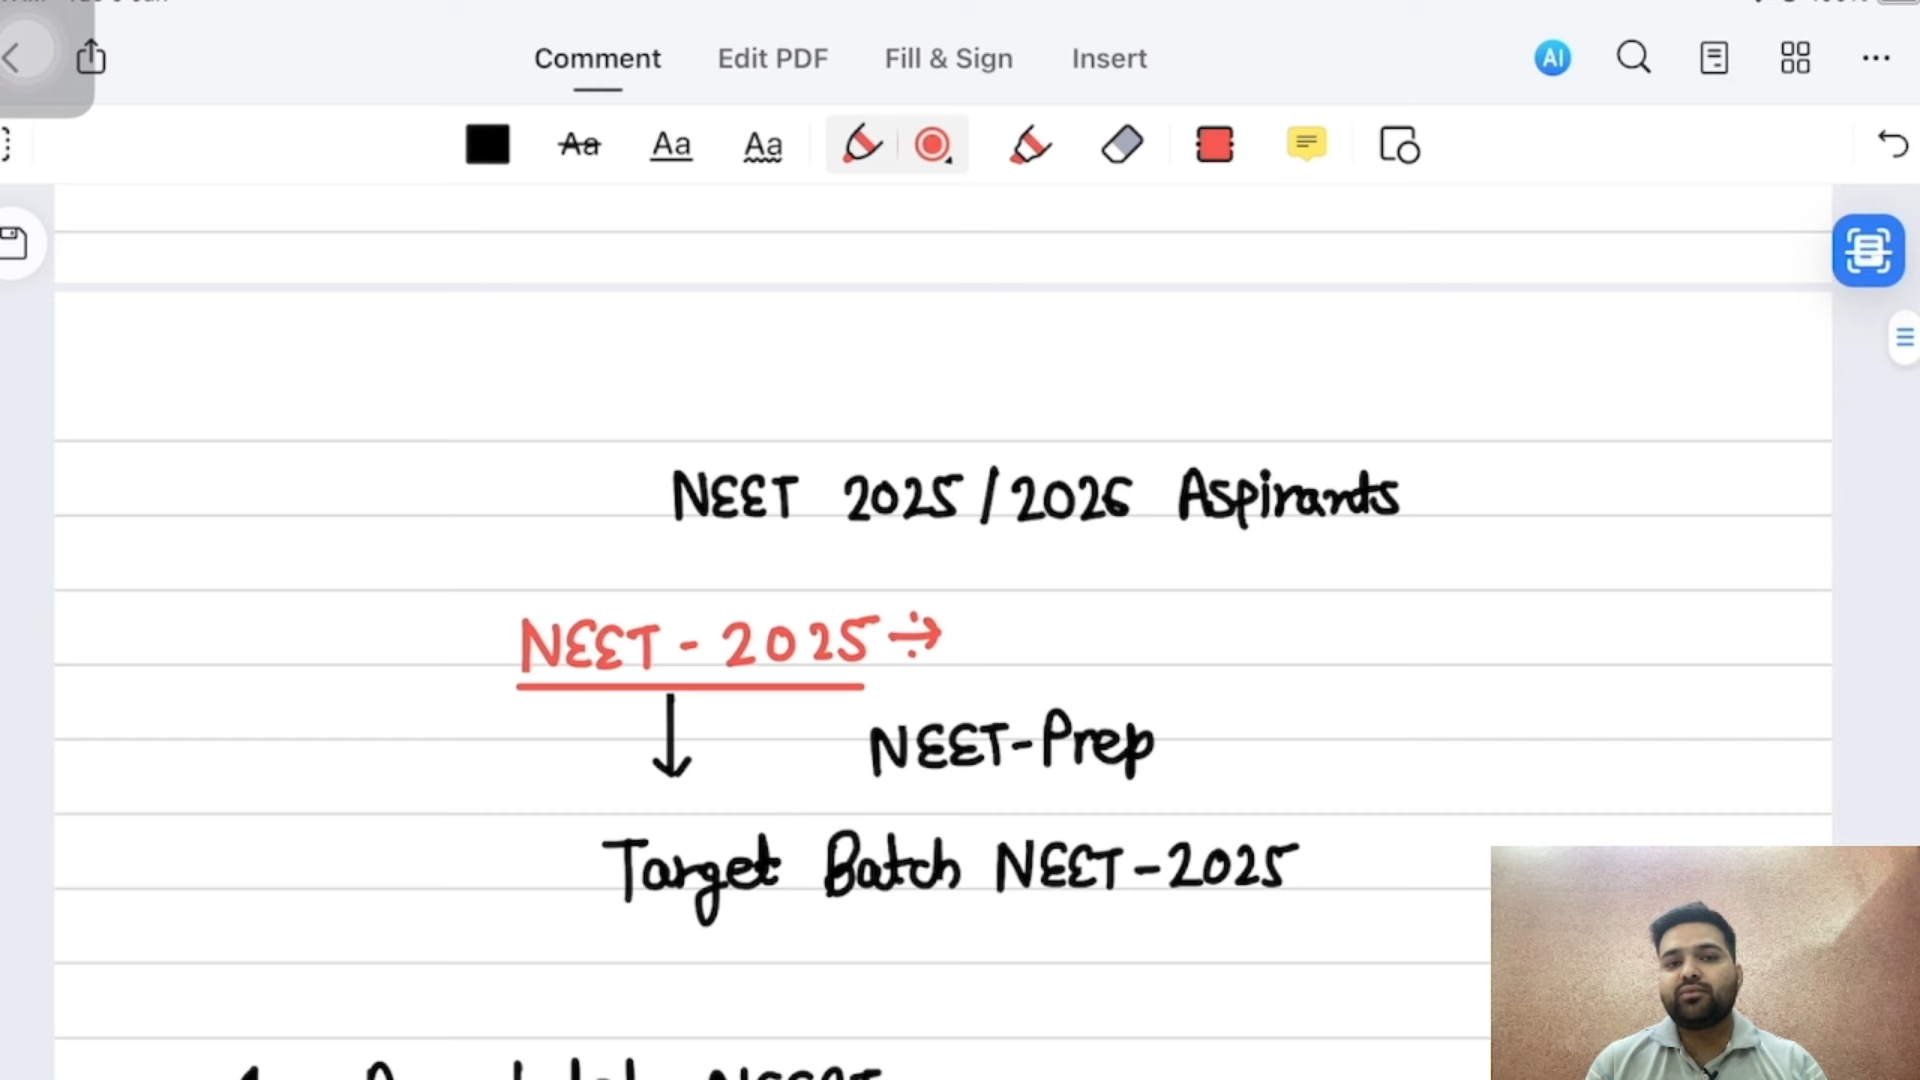 Comment Edit PDF Fill & Sign Insert
AI
Aa Aa Aa
NEET 2025/2026 Aspirants
NEET-2025 ÷>
NEET-Prep
Target Batch NEET-2025